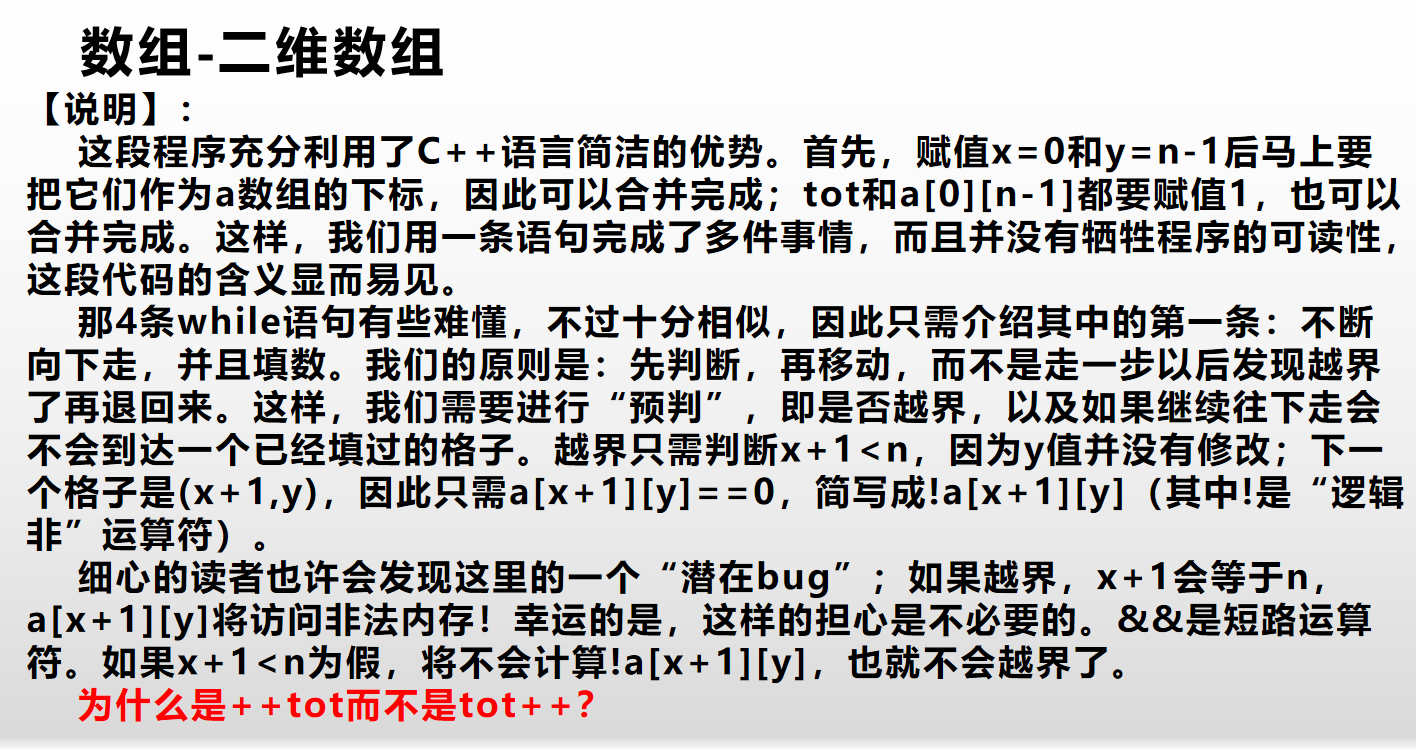 数组-二维数组
【说明】：
这段程序充分利用了C++语言简洁的优势。首先，赋值x=0和y=n-1后马上要
把它们作为a数组的下标，因此可以合并完成；tot和a[0][n-1]都要赋值1，也可以
合并完成。这样，我们用一条语句完成了多件事情，而且并没有牺牲程序的可读性，
这段代码的含义显而易见。
那4条while语句有些难懂，不过十分相似，因此只需介绍其中的第一条：不断
向下走，并且填数。我们的原则是：先判断，再移动，而不是走一步以后发现越界
了再退回来。这样，我们需要进行“预判”，即是否越界，以及如果继续往下走会
不会到达一个已经填过的格子。越界只需判断x+1<n，因为y值并没有修改；下一
个格子是(x+1,y)，因此只需a[x+1][y]==0，简写成!a[x+1][y]（其中!是“逻辑
非”运算符）。
细心的读者也许会发现这里的一个“潜在bug”；如果越界，x+1会等于n，
a[x+1][y]将访问非法内存！幸运的是，这样的担心是不必要的。&&是短路运算
符。如果x+1<n为假，将不会计算!a[x+1][y]，也就不会越界了。
为什么是++tot而不是tot++？